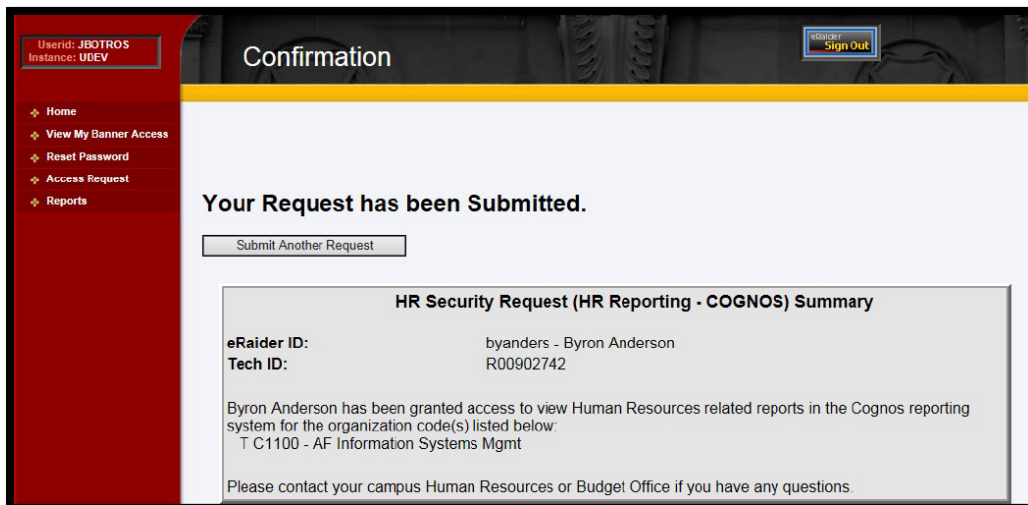 Userid: JBOTROS
Instance: UDEV
Confirmation
eRaider
Sign Out
Home
View My Banner Access
Reset Password
Access Request
Reports
Your Request has been Submitted.
Submit Another Request
HR Security Request (HR Reporting - COGNOS) Summary
eRaider ID: byanders - Byron Anderson
Tech ID: R00902742
Byron Anderson has been granted access to view Human Resources related reports in the Cognos reporting
system for the organization code(s) listed below:
T C1100 - AF Information Systems Mgmt
Please contact your campus Human Resources or Budget Office if you have any questions.